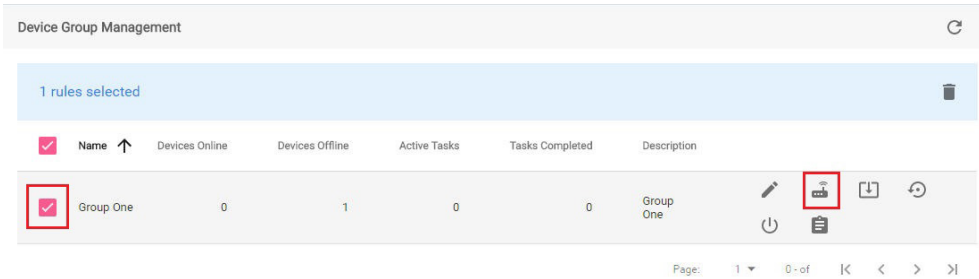 Device Group Management
1 rules selected
Name Devices Online Devices Offline Active Tasks Tasks Completed Description
Group One 0 1 0 0 Group
One
Page: 1 0 - of